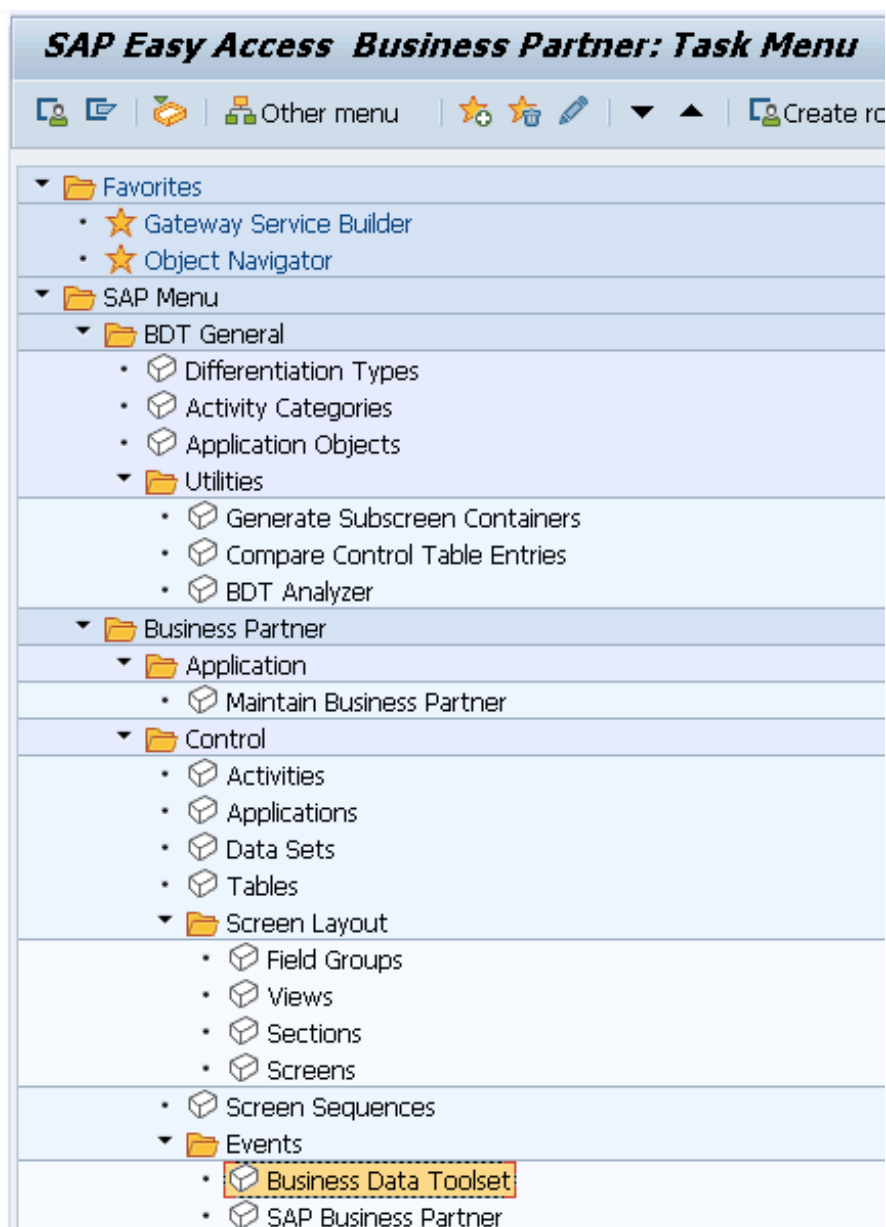 SAP Easy Access Business Partner: Task Menu
Other menu Create ro
Favorites
Gateway Service Builder
Object Navigator
SAP Menu
BDT General
Differentiation Types
Activity Categories
Application Objects
Utilities
Generate Subscreen Containers
Compare Control Table Entries
BDT Analyzer
Business Partner
Application
Maintain Business Partner
Control
Activities
Applications
Data Sets
Tables
Screen Layout
Field Groups
Views
Sections
Screens
Screen Sequences
Events
Business Data Toolset
SAP Business Partner